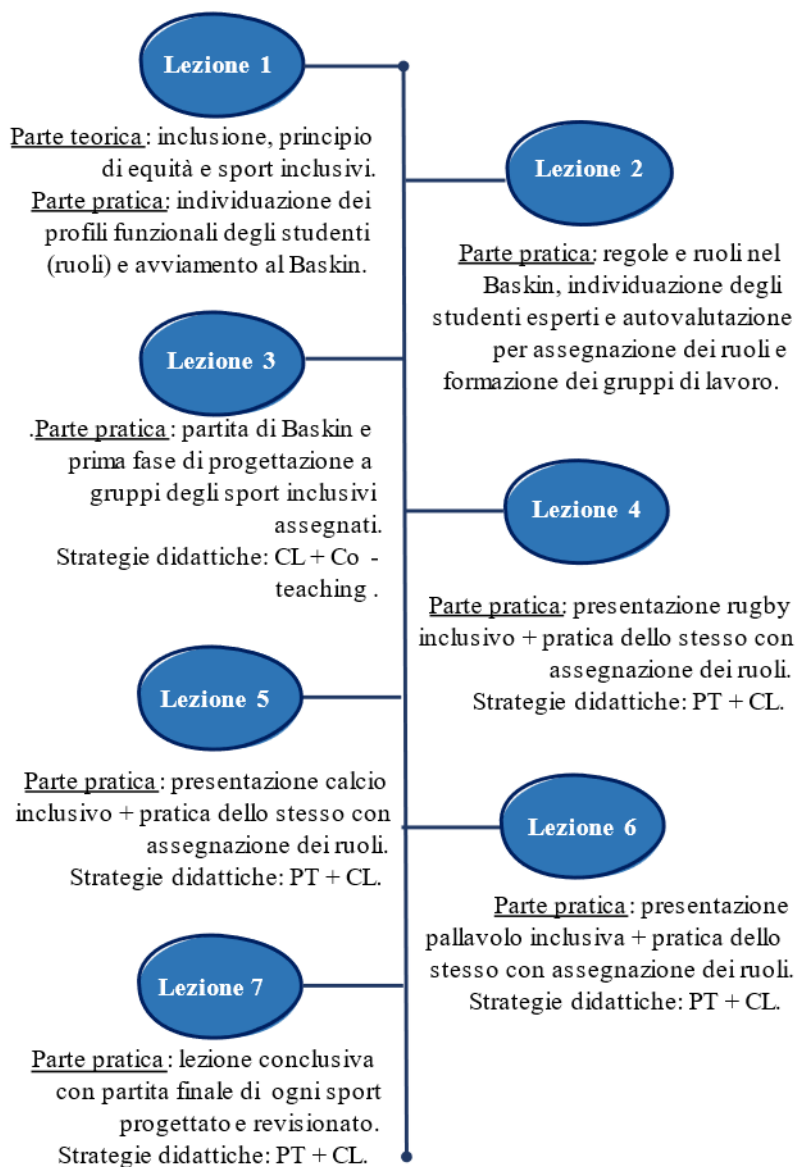 Lezione 1
Parte teorica: inclusione, principio
di equità e sport inclusivi.
Parte pratica: individuazione dei
profili funzionali degli studenti
(ruoli) e avviamento al Baskin.
Lezione 2
Parte pratica: regole e ruoli nel
Baskin, individuazione degli
studenti esperti e autovalutazione
per assegnazione dei ruoli e
formazione dei gruppi di lavoro.
Lezione 3
.Parte pratica: partita di Baskin e
prima fase di progettazione a
gruppi degli sport inclusivi
assegnati.
Strategie didattiche: CL + Co -
teaching .
Lezione 4
Parte pratica: presentazione rugby
inclusivo + pratica dello stesso con
assegnazione dei ruoli.
Strategie didattiche: PT + CL.
Lezione 5
Parte pratica: presentazione calcio
inclusivo + pratica dello stesso con
assegnazione dei ruoli.
Strategie didattiche: PT + CL.
Lezione 6
Parte pratica: presentazione
pallavolo inclusiva + pratica dello
stesso con assegnazione dei ruoli.
Strategie didattiche: PT + CL.
Lezione 7
Parte pratica: lezione conclusiva
con partita finale di ogni sport
progettato e revisionato.
Strategie didattiche: PT + CL.